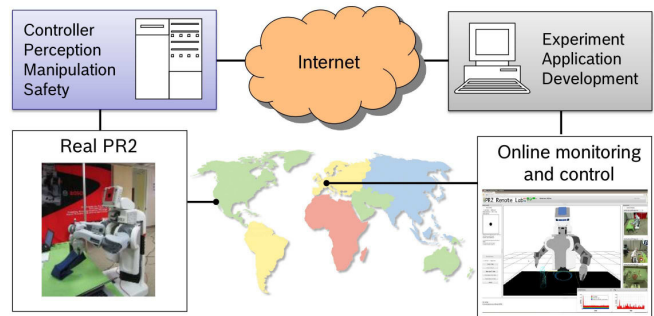 Controller
Perception
Manipulation
Safety
Internet
Experiment
Application
Development
Real PR2
Online monitoring
and control
PR2 Remote Lab